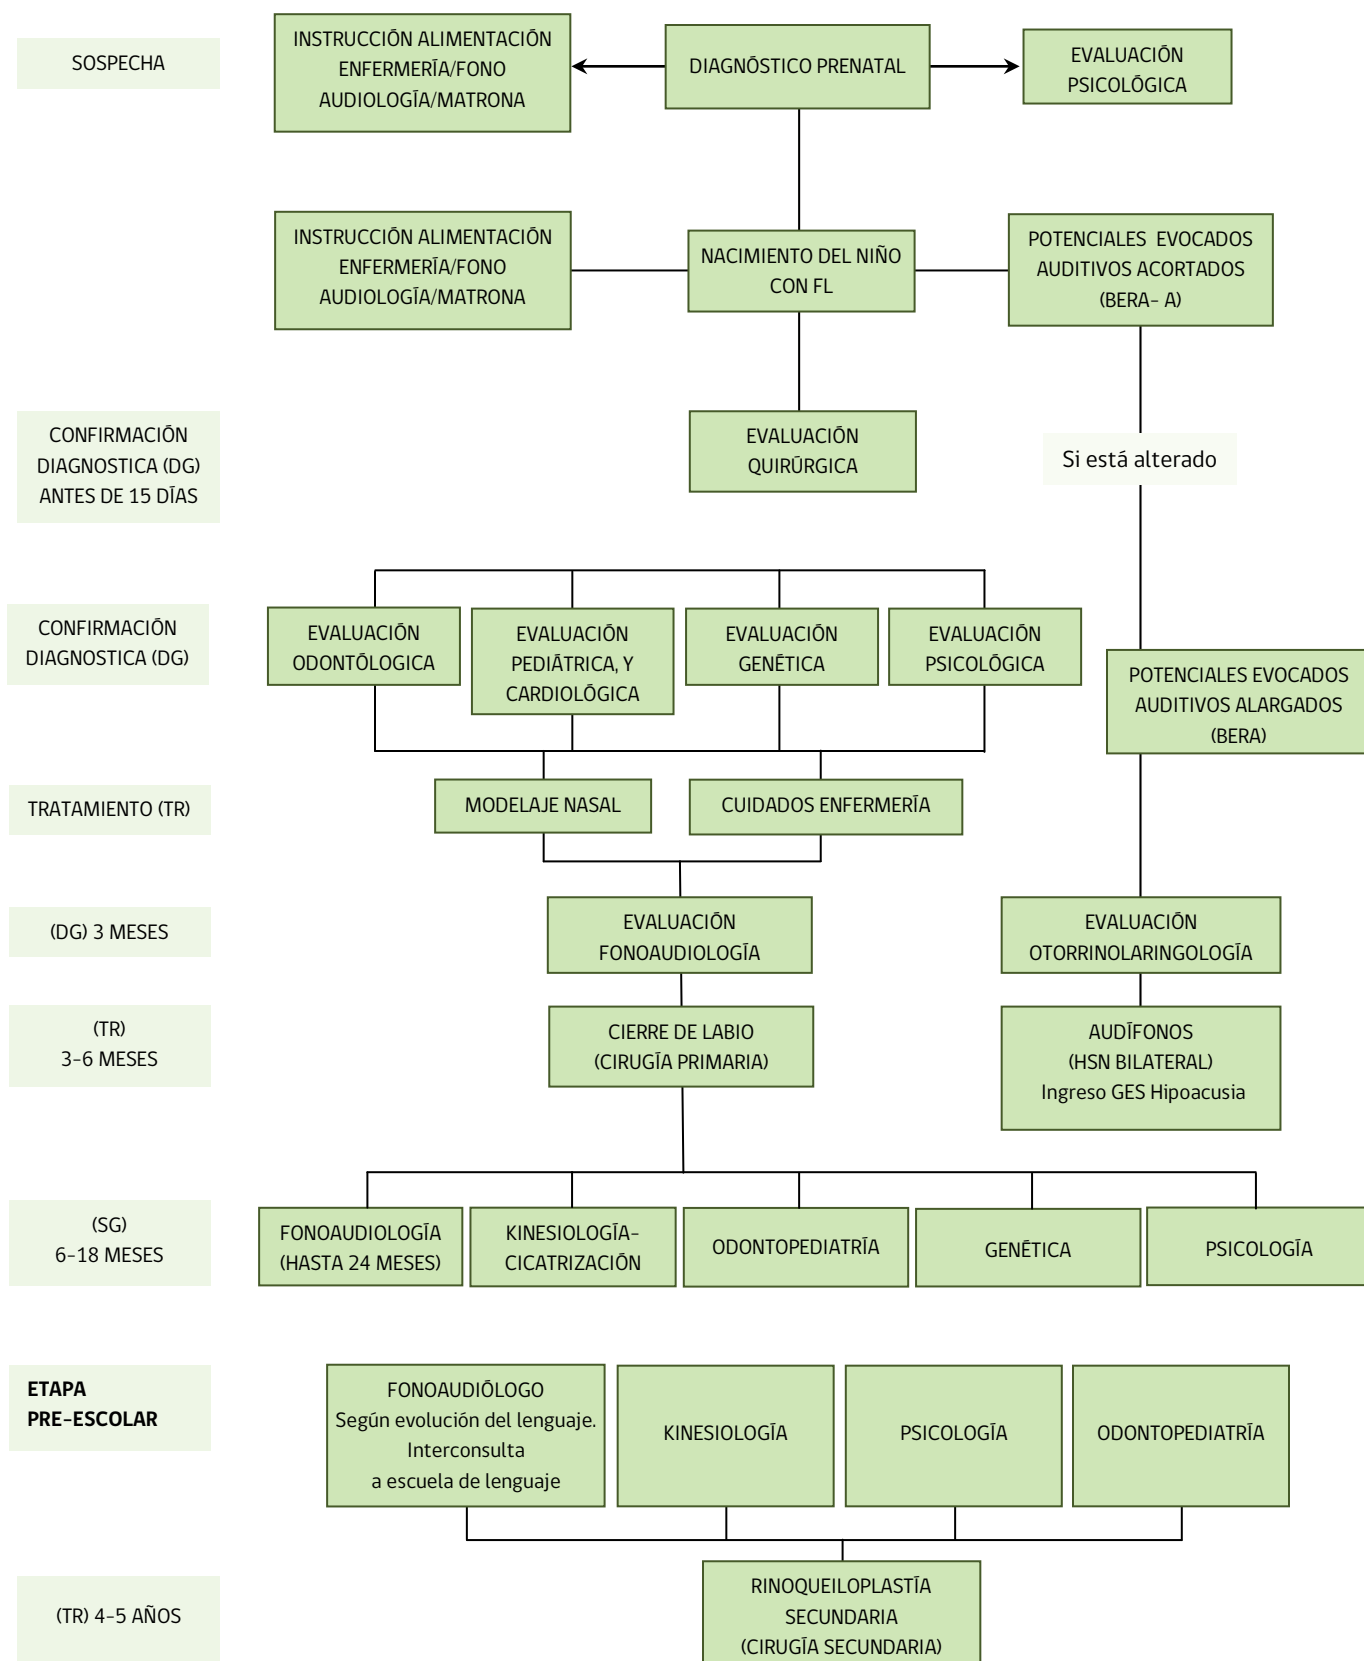 SOSPECHA
INSTRUCCIÓN ALIMENTACIÓN
ENFERMERÍA/FONO
AUDIOLOGÍA/MATRONA
DIAGNÓSTICO PRENATAL
EVALUACIÓN
PSICOLÓGICA
INSTRUCCIÓN ALIMENTACIÓN
ENFERMERÍA/FONO
AUDIOLOGÍA/MATRONA
NACIMIENTO DEL NIÑO
CON FL
POTENCIALES EVOCADOS
AUDITIVOS ACORTADOS
(BERA- A)
CONFIRMACIÓN
DIAGNOSTICA (DG)
ANTES DE 15 DÍAS
EVALUACIÓN
QUIRÚRGICA
Si está alterado
CONFIRMACIÓN
DIAGNOSTICA (DG)
EVALUACIÓN
ODONTÓLOGICA
EVALUACIÓN
PEDIÁTRICA, Y
CARDIOLÓGICA
EVALUACIÓN
GENÉTICA
EVALUACIÓN
PSICOLÓGICA
POTENCIALES EVOCADOS
AUDITIVOS ALARGADOS
(BERA)
TRATAMIENTO (TR)
MODELAJE NASAL
CUIDADOS ENFERMERÍA
(DG) 3 MESES
EVALUACIÓN
FONOAUDIOLOGÍA
EVALUACIÓN
OTORRINOLARINGOLOGÍA
(TR)
3-6 MESES
CIERRE DE LABIO
(CIRUGÍA PRIMARIA)
AUDÍFONOS
(HSN BILATERAL)
Ingreso GES Hipoacusia
(SG)
6-18 MESES
FONOAUDIOLOGÍA
(HASTA 24 MESES)
KINESIOLOGÍA-
CICATRIZACIÓN
ODONTOPEDIATRÍA
GENÉTICA
PSICOLOGÍA
ETAPA
PRE-ESCOLAR
FONOAUDIÓLOGO
Según evolución del lenguaje.
Interconsulta
a escuela de lenguaje
KINESIOLOGÍA
PSICOLOGÍA
ODONTOPEDIATRÍA
(TR) 4-5 AÑOS
RINOQUEILOPLASTÍA
SECUNDARIA
(CIRUGÍA SECUNDARIA)